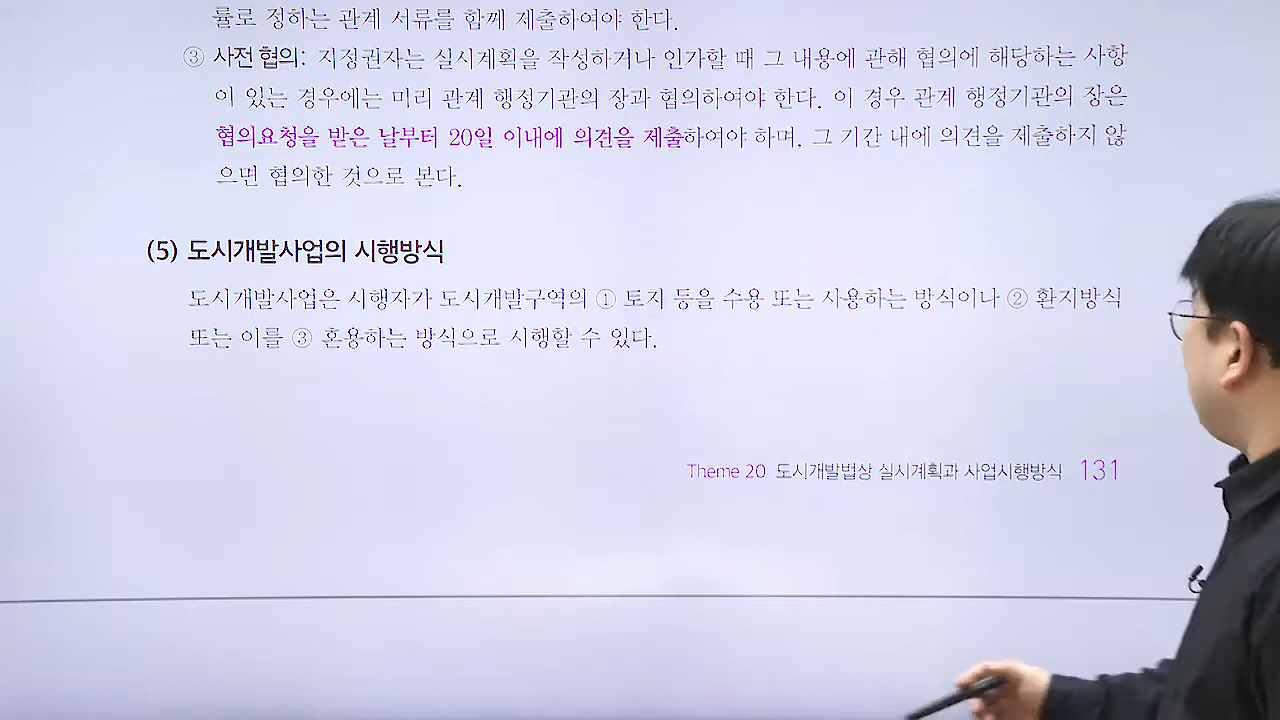 률로 정하는 관계 서류를 함께 제출하여야 한다.
③ 사전 협의: 지정권자는 실시계획을 작성하거나 인가할 때 그 내용에 관해 협의에 해당하는 사항
이 있는 경우에는 미리 관계 행정기관의 장과 협의하여야 한다. 이 경우 관계 행정기관의 장은
협의요청을 받은 날부터 20일 이내에 의견을 제출하여야 하며, 그 기간 내에 의견을 제출하지 않
으면 협의한 것으로 본다.
(5) 도시개발사업의 시행방식
도시개발사업은 시행자가 도시개발구역의 ① 토지 등을 수용 또는 사용하는 방식이나 ② 환지방식
또는 이를 ③ 혼용하는 방식으로 시행할 수 있다.
Theme 20 도시개발법상 실시계획과 사업시행방식 131